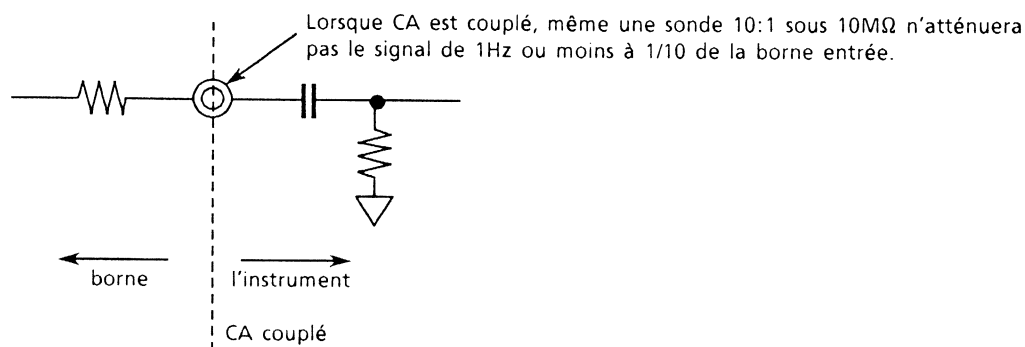 Lorsque CA est couplé, même une sonde 10:1 sous 10MΩ n'atténuera
pas le signal de 1Hz ou moins à 1/10 de la borne entrée.
borne
l'instrument
CA couplé